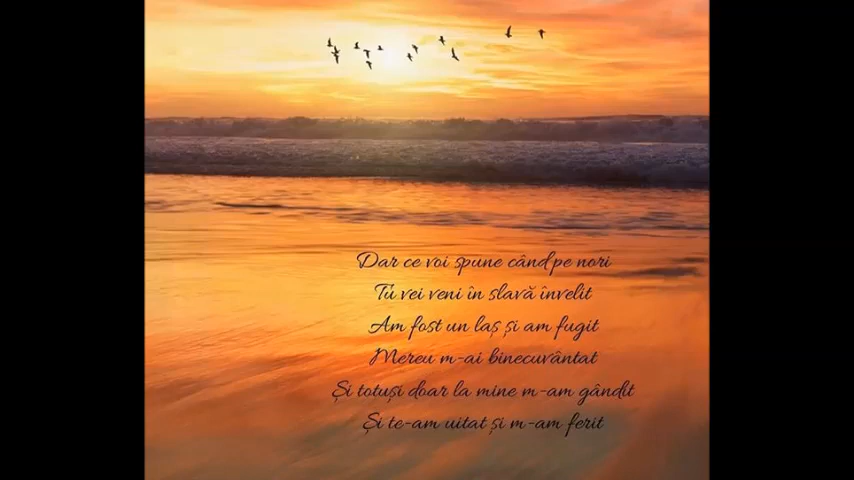 Dar ce voi spune când pe nori
Tu vei veni în slavă învelit
Am fost un laș și am fugit
Mereu m-ai binecuvântat
Și totuși doar la mine m-am gândit
Și te-am uitat și m-am ferit